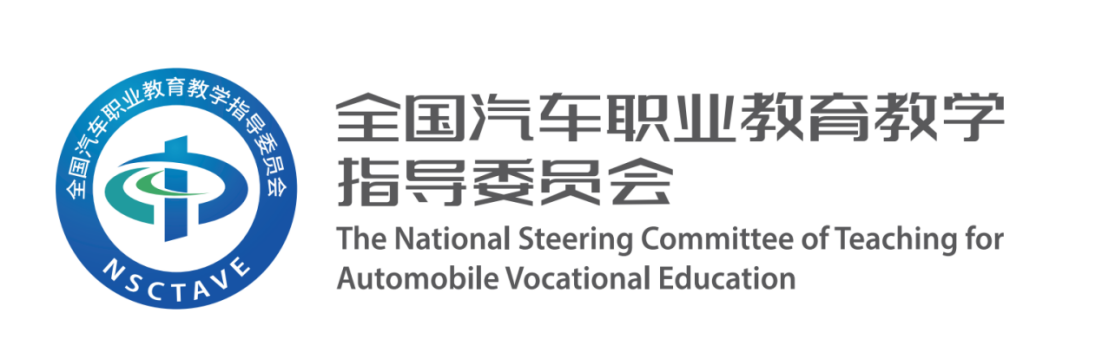 全国汽车职业教育教学指导委员会
NSCTAVE
全国汽车职业教育教学
指导委员会
The National Steering Committee of Teaching for
Automobile Vocational Education